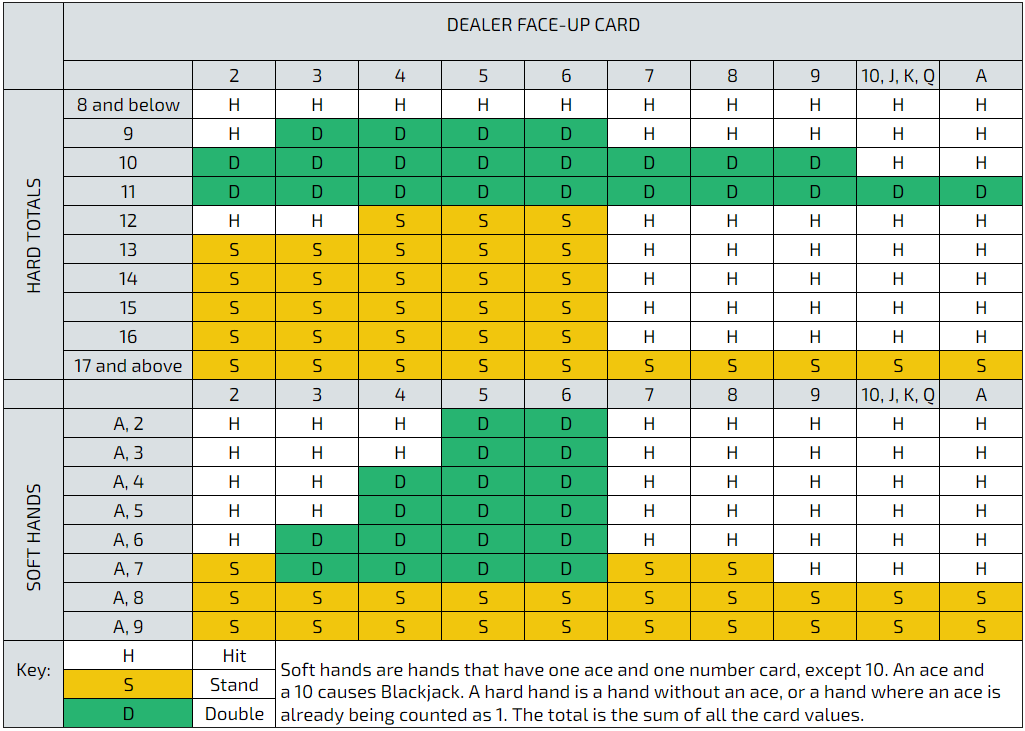 DEALER FACE-UP CARD
2 3 4 5 6 7 8 9 10, J, K, Q A
HARD TOTALS
8 and below H H H H H H H H H H
9 H D D D D H H H H H
10 D D D D D D D D H H
11 D D D D D D D D D D
12 H H S S S H H H H H
13 S S S S S H H H H H
14 S S S S S H H H H H
15 S S S S S H H H H H
16 S S S S S H H H H H
17 and above S S S S S S S S S S
2 3 4 5 6 7 8 9 10, J, K, Q A
SOFT HANDS
A, 2 H H H D D H H H H H
A, 3 H H H D D H H H H H
A, 4 H H D D D H H H H H
A, 5 H H D D D H H H H H
A, 6 H D D D D H H H H H
A, 7 S D D D D S S H H H
A, 8 S S S S S S S S S S
A, 9 S S S S S S S S S S
Key:
H Hit
S Stand
D Double
Soft hands are hands that have one ace and one number card, except 10. An ace and
a 10 causes Blackjack. A hard hand is a hand without an ace, or a hand where an ace is
already being counted as 1. The total is the sum of all the card values.